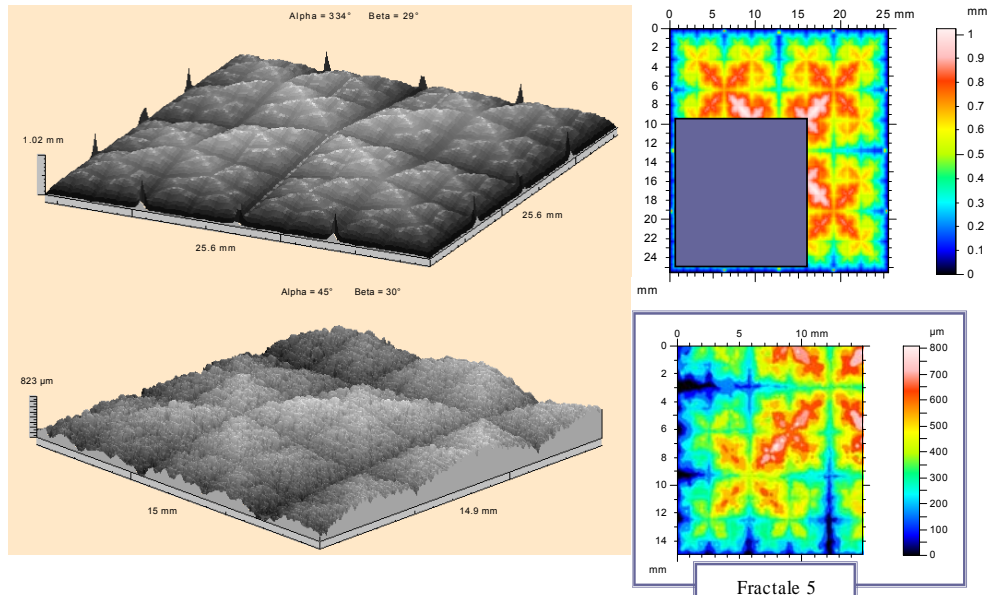 Alpha = 334° Beta = 29°
1.02 mm
25.6 mm
25.6 mm
0 5 10 15 20 25 mm
0
2
4
6
8
10
12
14
16
18
20
22
24
mm
mm
1
0.9
0.8
0.7
0.6
0.5
0.4
0.3
0.2
0.1
0
Alpha = 45° Beta = 30°
823 µm
15 mm
14.9 mm
0 5 10 mm
0
2
4
6
8
10
12
14
mm
µm
800
700
600
500
400
300
200
100
0
Fractale 5